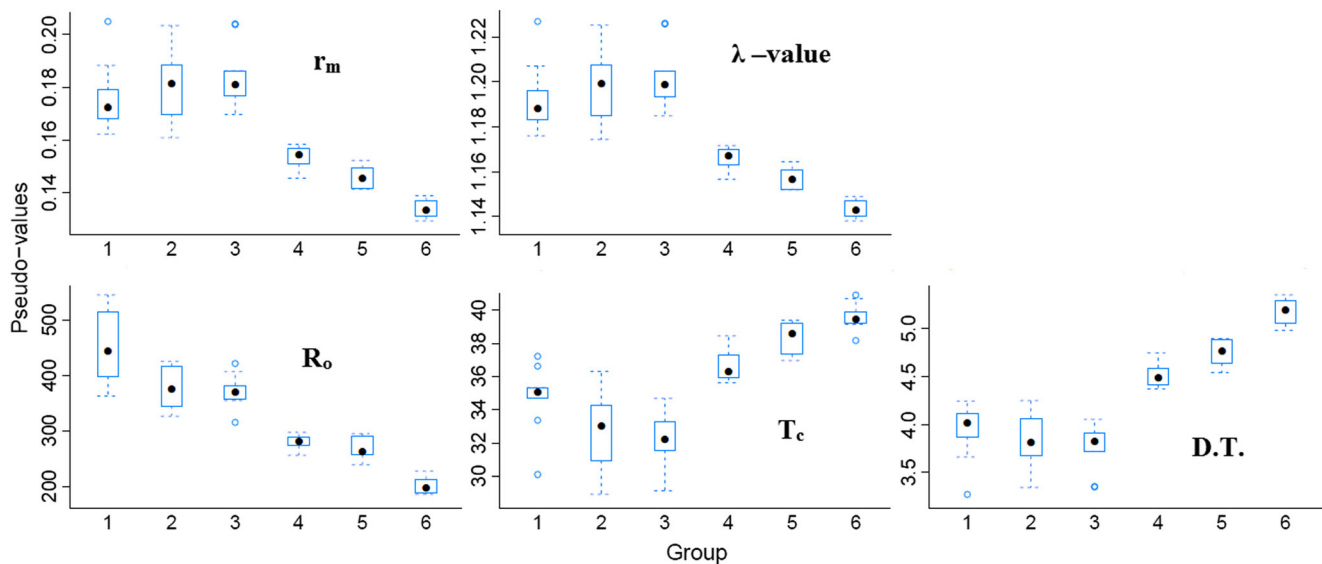 Pseudo-values
0.20
0.18
0.16
0.14
r_m
1 2 3 4 5 6
1.22
1.20
1.18
1.16
1.14
λ –value
1 2 3 4 5 6
500
400
300
200
R_o
1 2 3 4 5 6
40
38
36
34
32
30
T_c
1 2 3 4 5 6
5.0
4.5
4.0
3.5
D.T.
1 2 3 4 5 6
Group